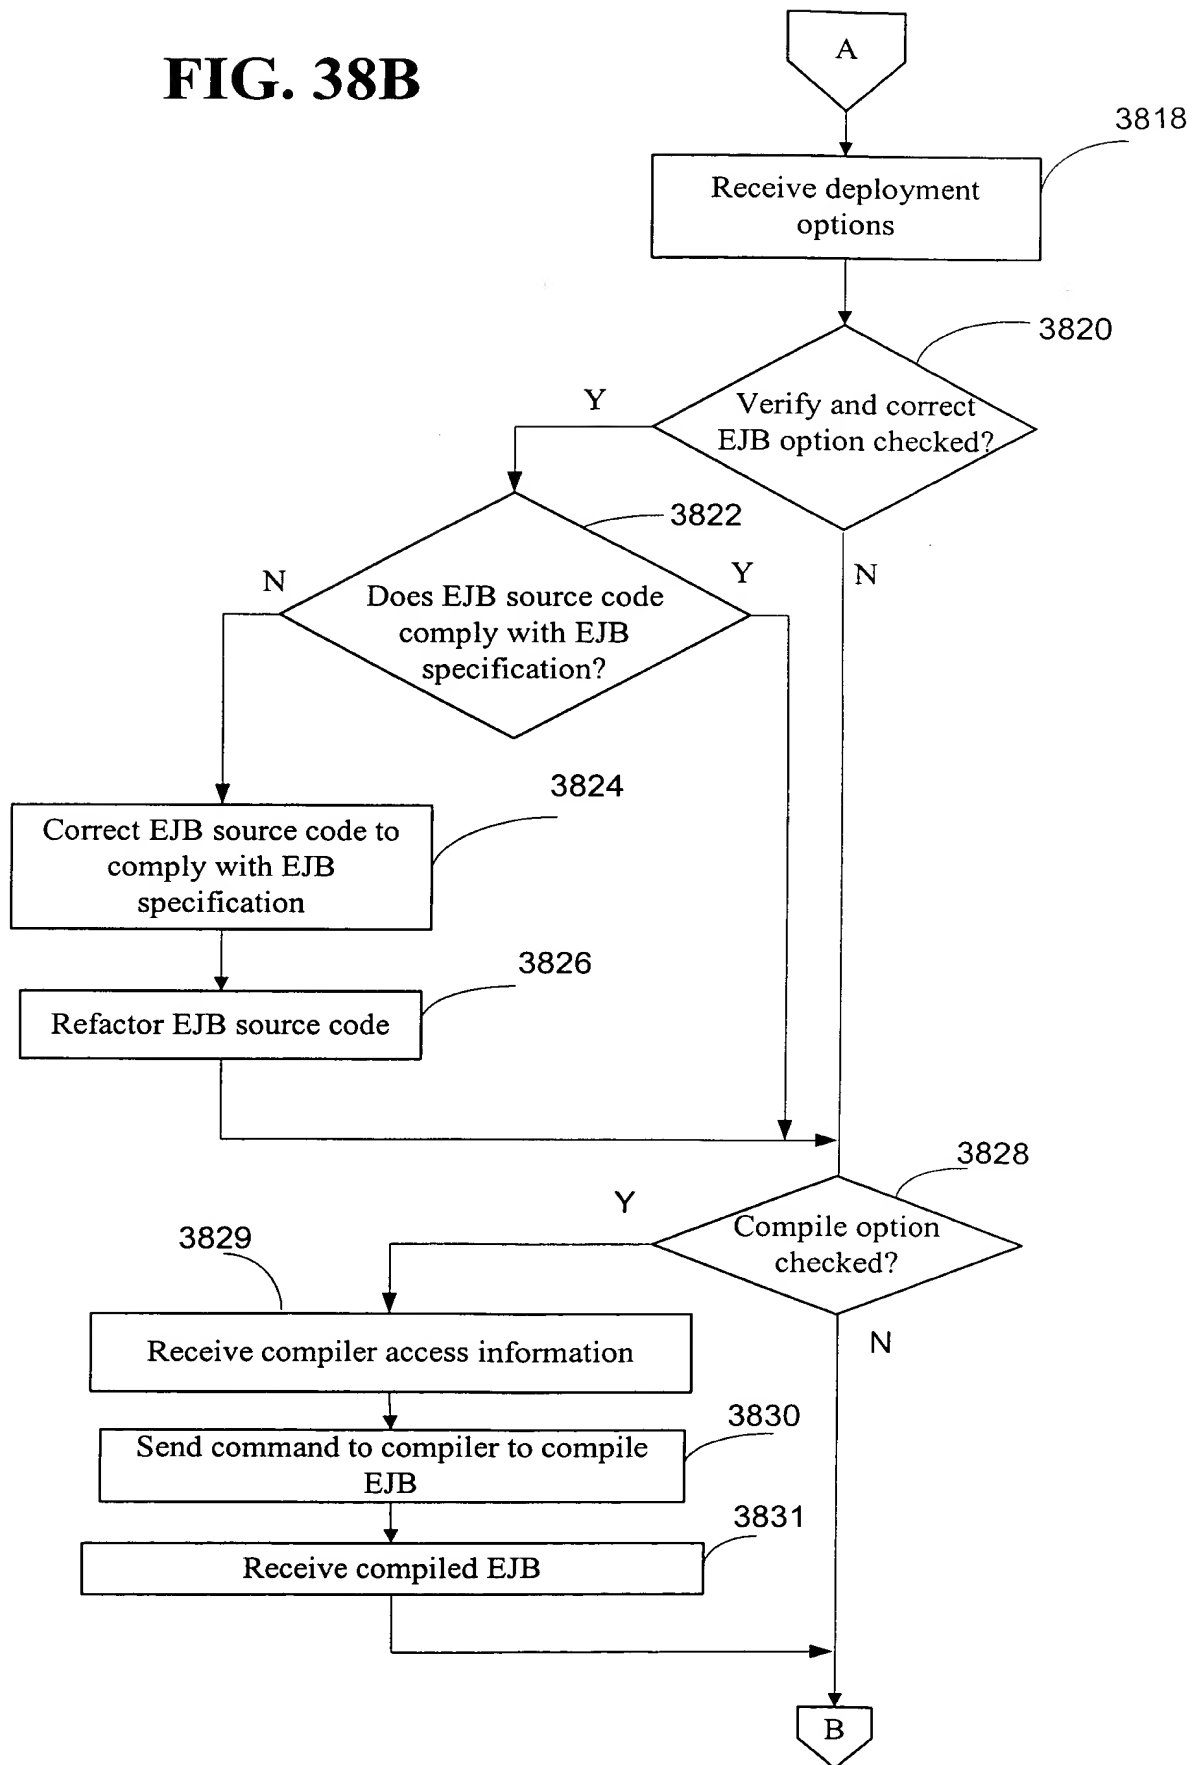 FIG. 38B
A
3818
Receive deployment
options
3820
Verify and correct
EJB option checked?
Y
N
3822
Does EJB source code
comply with EJB
specification?
N
Y
3824
Correct EJB source code to
comply with EJB
specification
3826
Refactor EJB source code
3828
Compile option
checked?
Y
N
3829
Receive compiler access information
3830
Send command to compiler to compile
EJB
3831
Receive compiled EJB
B